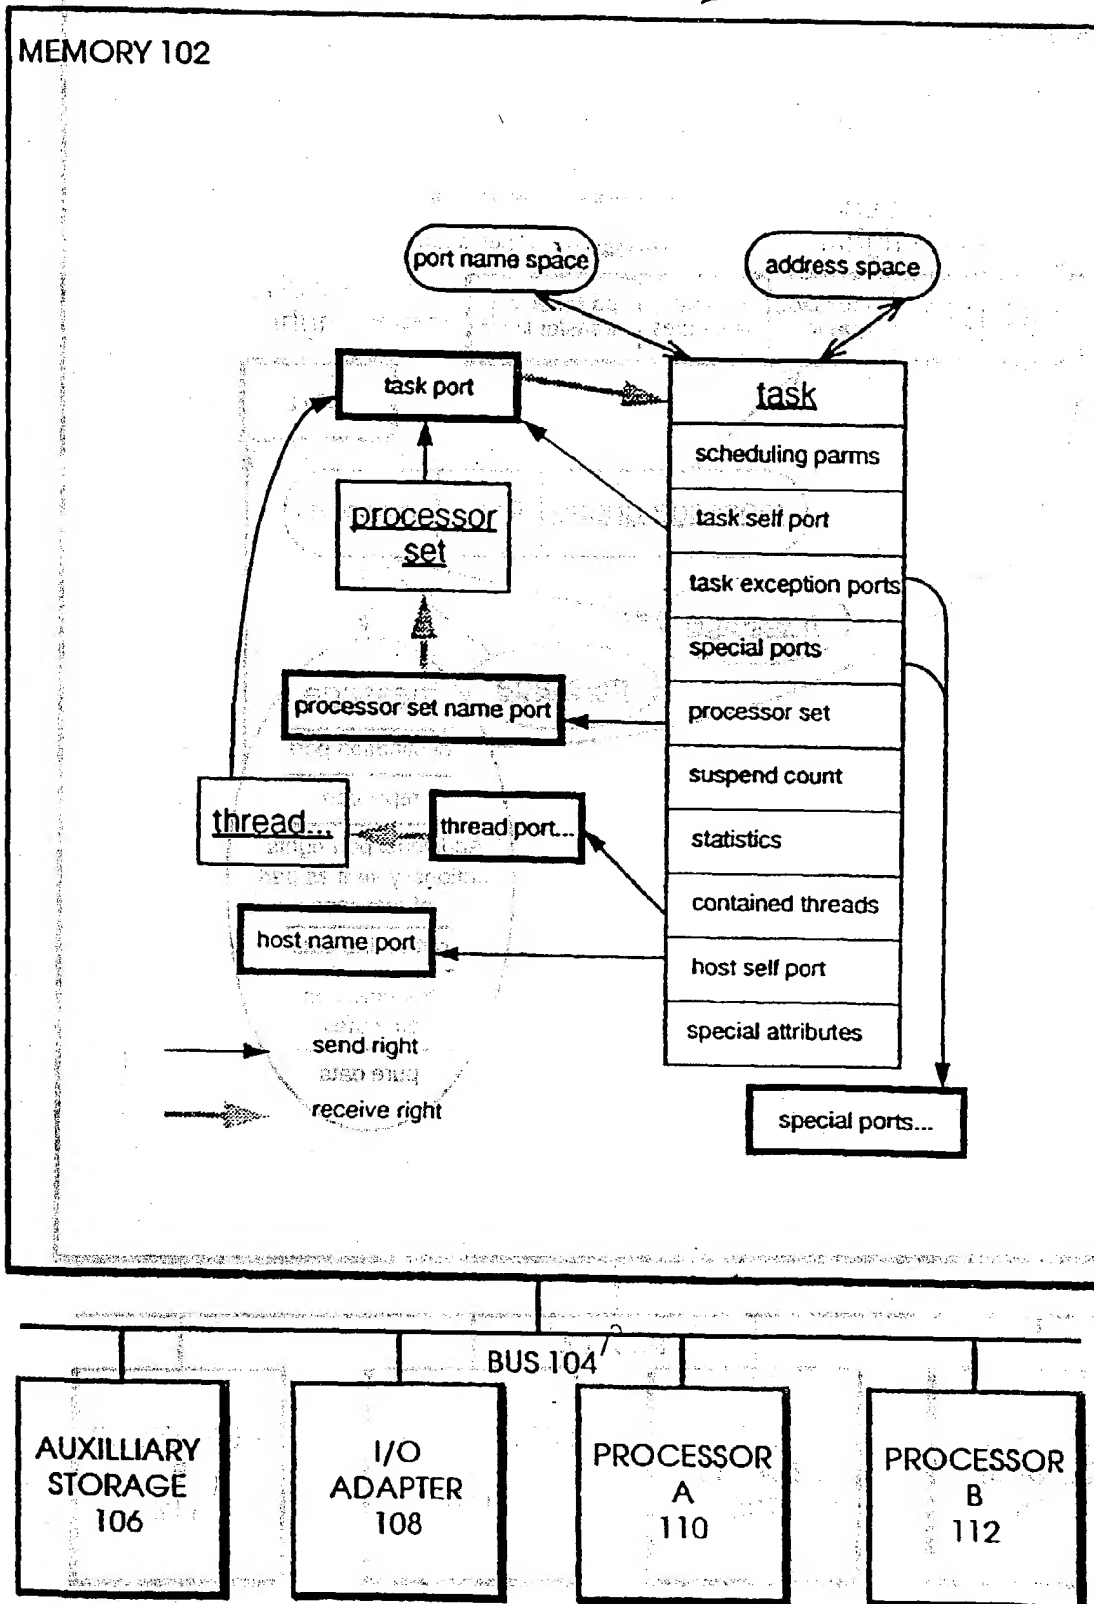 MEMORY 102
port name space
address space
task port
task
scheduling parms
processor
set
task self port
task exception ports
special ports
processor set name port
processor set
suspend count
thread...
thread port...
statistics
contained threads
host name port
host self port
special attributes
send right
pure data
receive right
special ports...
BUS 104
AUXILLIARY
STORAGE
106
I/O
ADAPTER
108
PROCESSOR
A
110
PROCESSOR
B
112